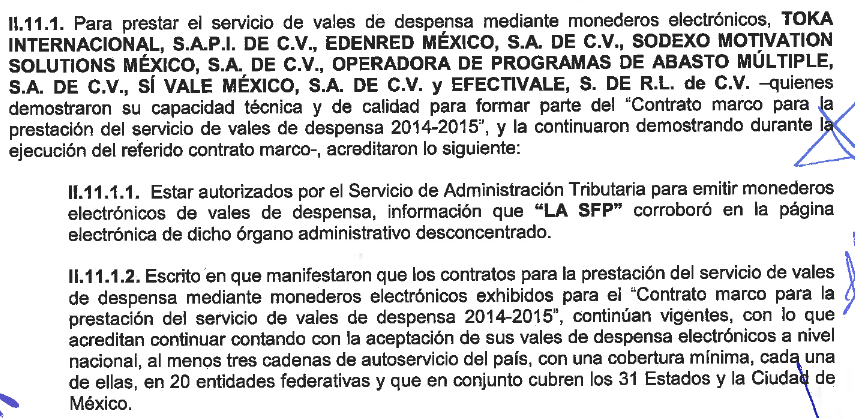 II.11.1. Para prestar el servicio de vales de despensa mediante monederos electrónicos, TOKA
INTERNACIONAL, S.A.P.I. DE C.V., EDENRED MÉXICO, S.A. DE C.V., SODEXO MOTIVATION
SOLUTIONS MÉXICO, S.A. DE C.V., OPERADORA DE PROGRAMAS DE ABASTO MÚLTIPLE,
S.A. DE C.V., SÍ VALE MÉXICO, S.A. DE C.V. y EFECTIVALE, S. DE R.L. de C.V. –quienes
demostraron su capacidad técnica y de calidad para formar parte del “Contrato marco para la
prestación del servicio de vales de despensa 2014-2015”, y la continuaron demostrando durante la
ejecución del referido contrato marco-, acreditaron lo siguiente:
II.11.1.1. Estar autorizados por el Servicio de Administración Tributaria para emitir monederos
electrónicos de vales de despensa, información que “LA SFP” corroboró en la página
electrónica de dicho órgano administrativo desconcentrado.
II.11.1.2. Escrito en que manifestaron que los contratos para la prestación del servicio de vales
de despensa mediante monederos electrónicos exhibidos para el “Contrato marco para la
prestación del servicio de vales de despensa 2014-2015”, continúan vigentes, con lo que
acreditan continuar contando con la aceptación de sus vales de despensa electrónicos a nivel
nacional, al menos tres cadenas de autoservicio del país, con una cobertura mínima, cada una
de ellas, en 20 entidades federativas y que en conjunto cubren los 31 Estados y la Ciudad de
México.